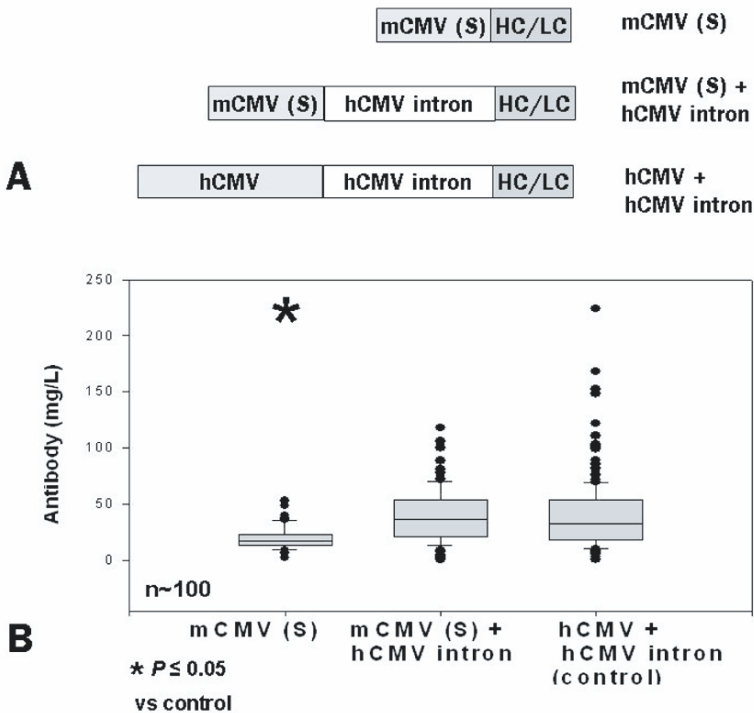 mCMV (S) HC/LC mCMV (S)
mCMV (S) hCMV intron HC/LC mCMV (S) +
hCMV intron
A
hCMV hCMV intron HC/LC hCMV +
hCMV intron
250
200
150
100
50
0
Antibody (mg/L)
*
n~100
mCMV (S)
mCMV (S) +
hCMV intron
hCMV +
hCMV intron
(control)
B
* P ≤ 0.05
vs control